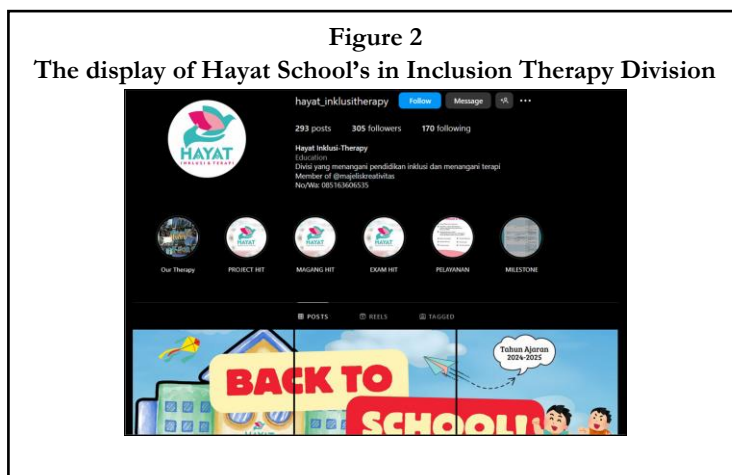 Figure 2
The display of Hayat School's in Inclusion Therapy Division
hayat_inklusitherapy Follow Message
293 posts 305 followers 170 following
Hayat Inklusi-Therapy
Education
Divisi yang menangani pendidikan inklusi dan menangani terapi
Member of @majeliskreativitas
No/Wa: 085163606535
HAYAT
INKLUSI & TERAPI
Our Therapy PROJECT HIT MAGANG HIT EXAM HIT PELAYANAN MILESTONE
POSTS REELS TAGGED
Tahun Ajaran
2024-2025
BACK TO
SCHOOL!
HAYAT